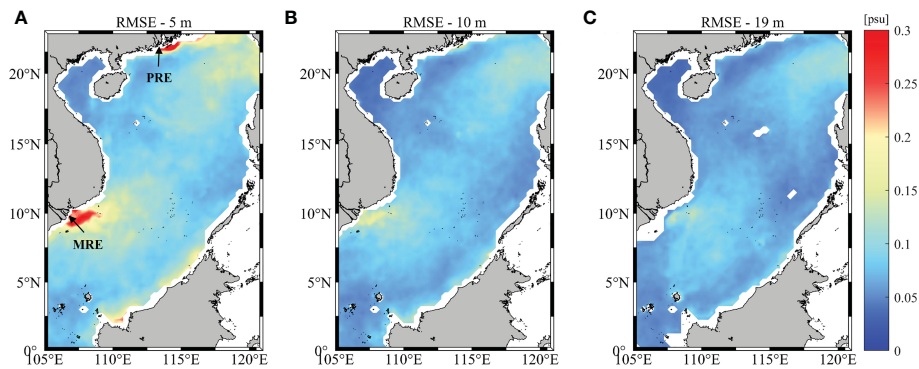 A RMSE - 5 m
B RMSE - 10 m
C RMSE - 19 m
[psu]
20°N
15°N
10°N
5°N
0°
105°E 110°E 115°E 120°E
PRE
MRE
20°N
15°N
10°N
5°N
0°
105°E 110°E 115°E 120°E
20°N
15°N
10°N
5°N
0°
105°E 110°E 115°E 120°E
0.3
0.25
0.2
0.15
0.1
0.05
0